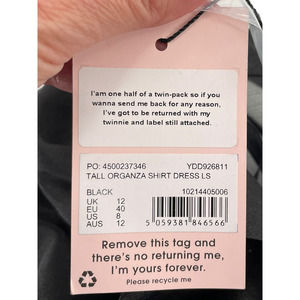 I am one half of a twin-pack so if you
wanna send me back for any reason,
I've got to be returned with my
twinnie and label still attached.
PO: 4500237346 YDD926811
TALL ORGANZA SHIRT DRESS LS
BLACK 10214405006
UK 12
EU 40
US 8
AUS 12
5 059381 846566
Remove this tag and
there's no returning me,
I'm yours forever.
Please recycle me